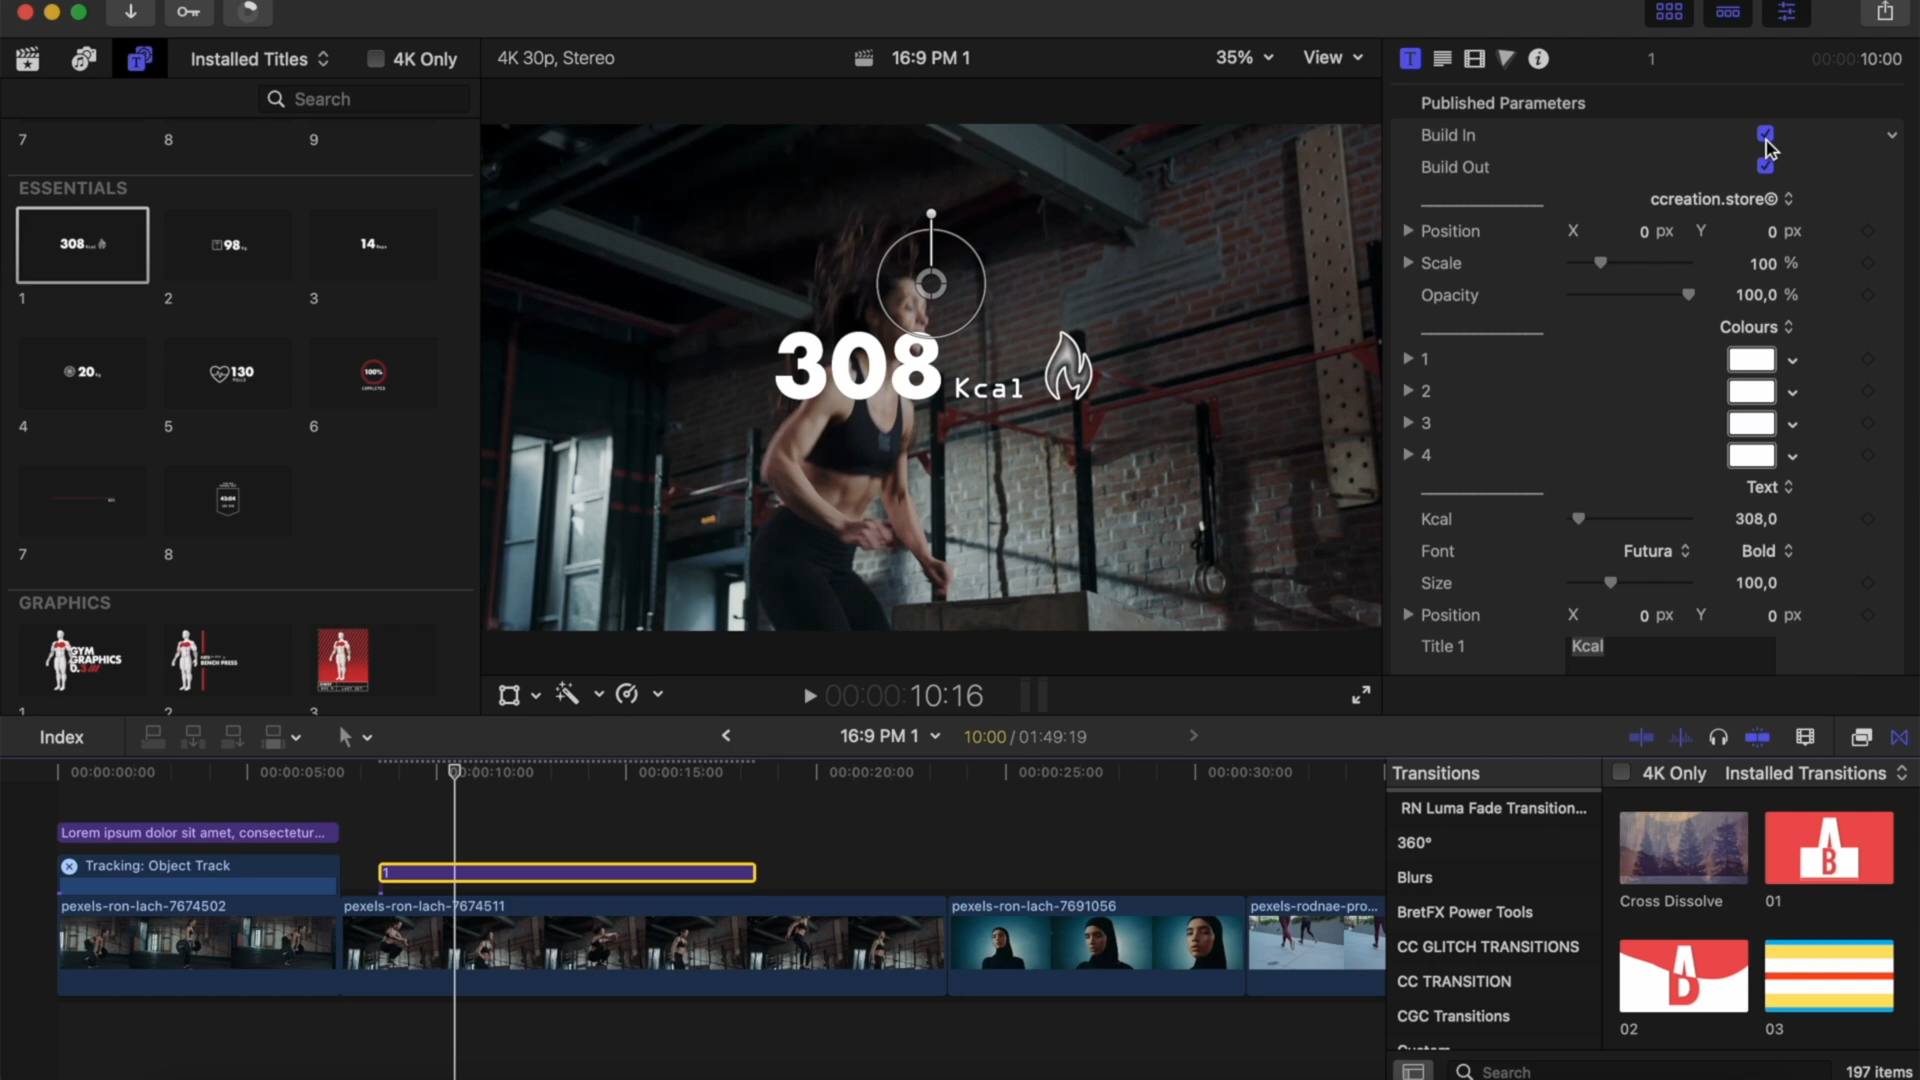 Installed Titles
4K Only
4K 30p, Stereo
16:9 PM 1
35%
View
1
00:00:10:00
Search
Published Parameters
7
8
9
Build In
Build Out
ESSENTIALS
ccreation.store©
308
98
14
Position X 0 px Y 0 px
Scale 100 %
1
2
3
Opacity 100,0 %
Colours
308 Kcal
1
20
130
100%
2
3
4
5
6
4
Text
Kcal 308,0
Font Futura Bold
7
8
Size 100,0
GRAPHICS
Position X 0 px Y 0 px
GYM
GRAPHICS
BENCH PRESS
Title 1 Kcal
1
2
3
00:00:10:16
Index
16:9 PM 1
10:00 / 01:49:19
00:00:00:00
00:00:05:00
00:00:10:00
00:00:15:00
00:00:20:00
00:00:25:00
00:00:30:00
Transitions
4K Only
Installed Transitions
RN Luma Fade Transition...
Lorem ipsum dolor sit amet, consectetur...
360°
Tracking: Object Track
1
Blurs
A
B
pexels-ron-lach-7674502
pexels-ron-lach-7674511
pexels-ron-lach-7691056
pexels-rodnae-pro...
Cross Dissolve
01
BretFX Power Tools
CC GLITCH TRANSITIONS
CC TRANSITION
CGC Transitions
02
03
Custom
Search
197 items